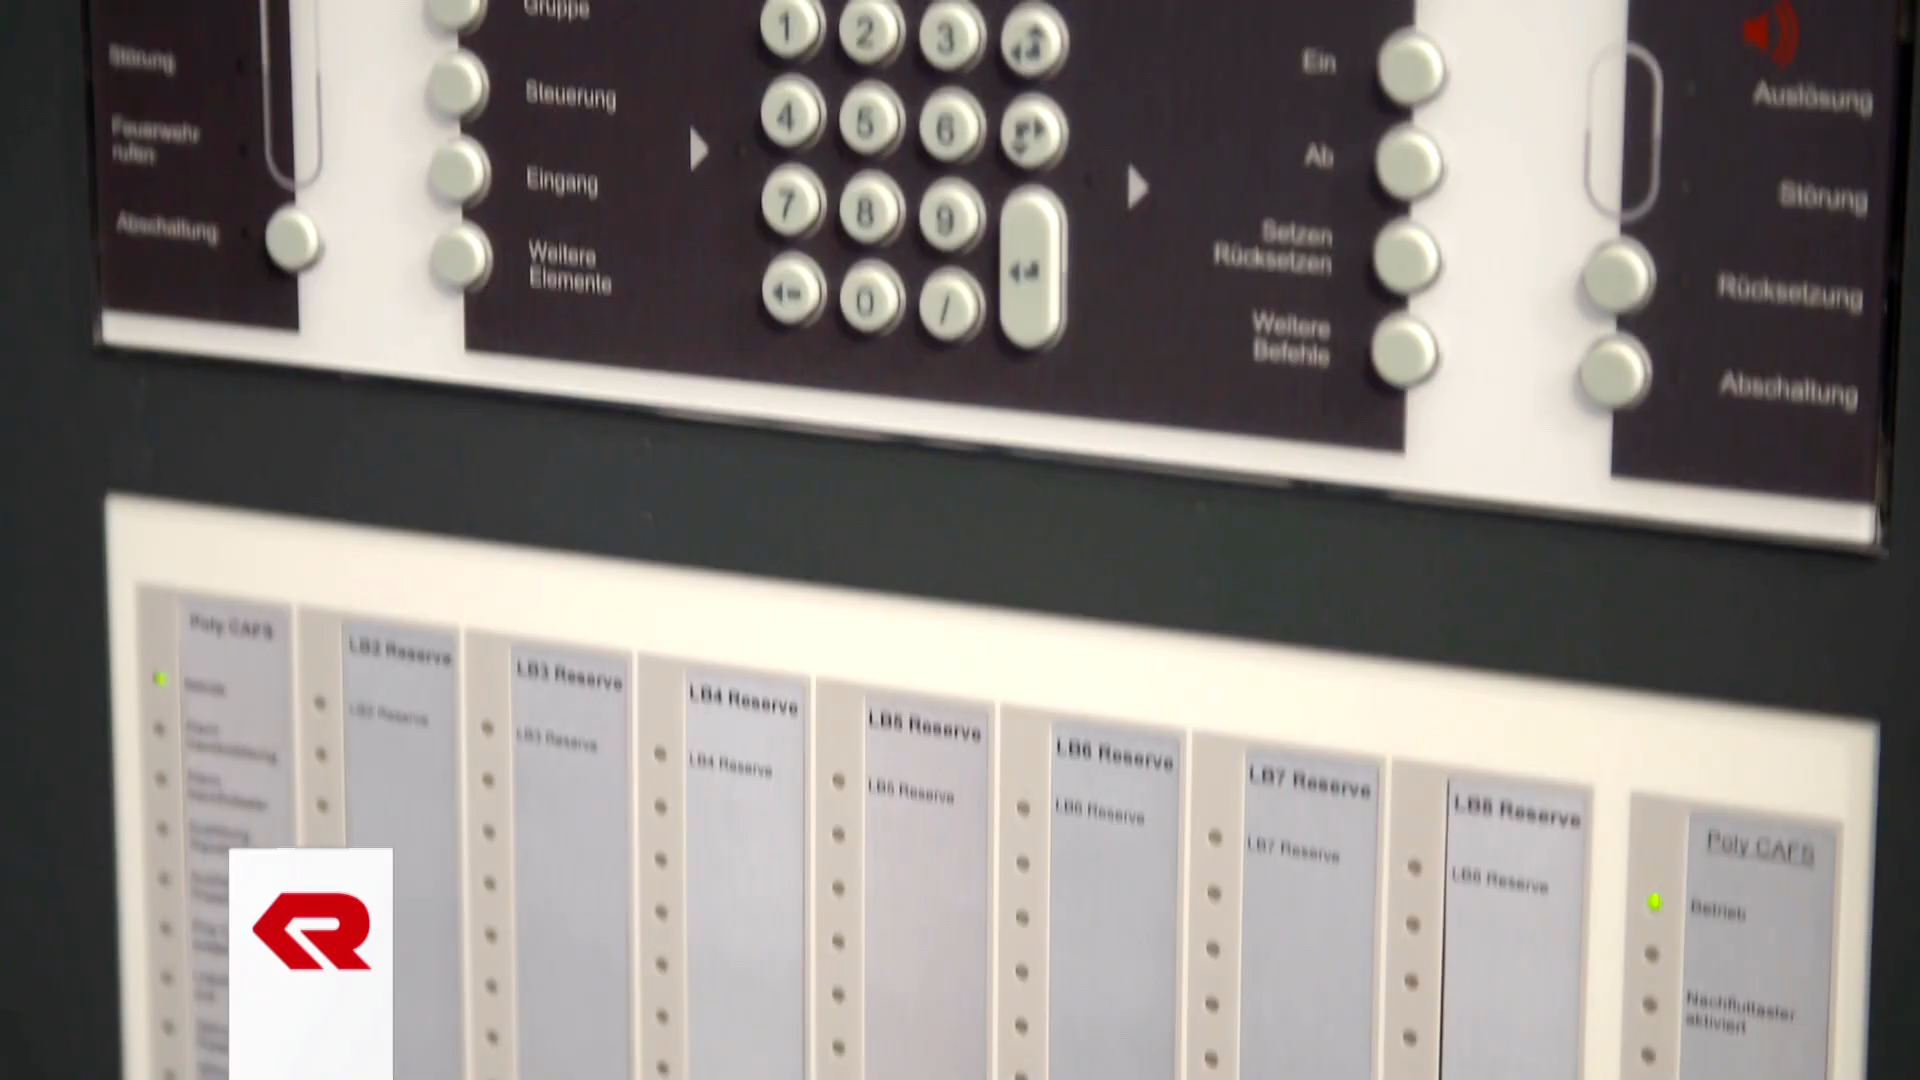 Störung
Feuerwehr
rufen
Abschaltung
Gruppe
Steuerung
Eingang
Weitere
Elemente
1 2 3
4 5 6
7 8 9
0 /
Ein
Ab
Setzen
Rücksetzen
Weitere
Befehle
Auslösung
Störung
Rücksetzung
Abschaltung
Poly CAFS
Betrieb
LB2 Reserve
LB2 Reserve
LB3 Reserve
LB3 Reserve
LB4 Reserve
LB4 Reserve
LB5 Reserve
LB5 Reserve
LB6 Reserve
LB6 Reserve
LB7 Reserve
LB7 Reserve
LB8 Reserve
LB8 Reserve
Poly CAFS
Betrieb
Nachfluttaster
aktiviert
R